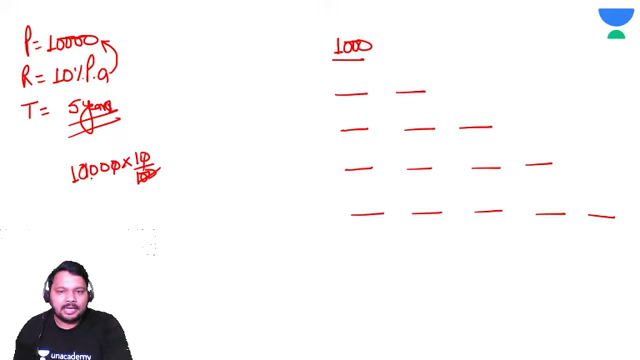 P = 10000
R = 10% P.a
T = 5 years
10000 × 10/100
1000
unacademy